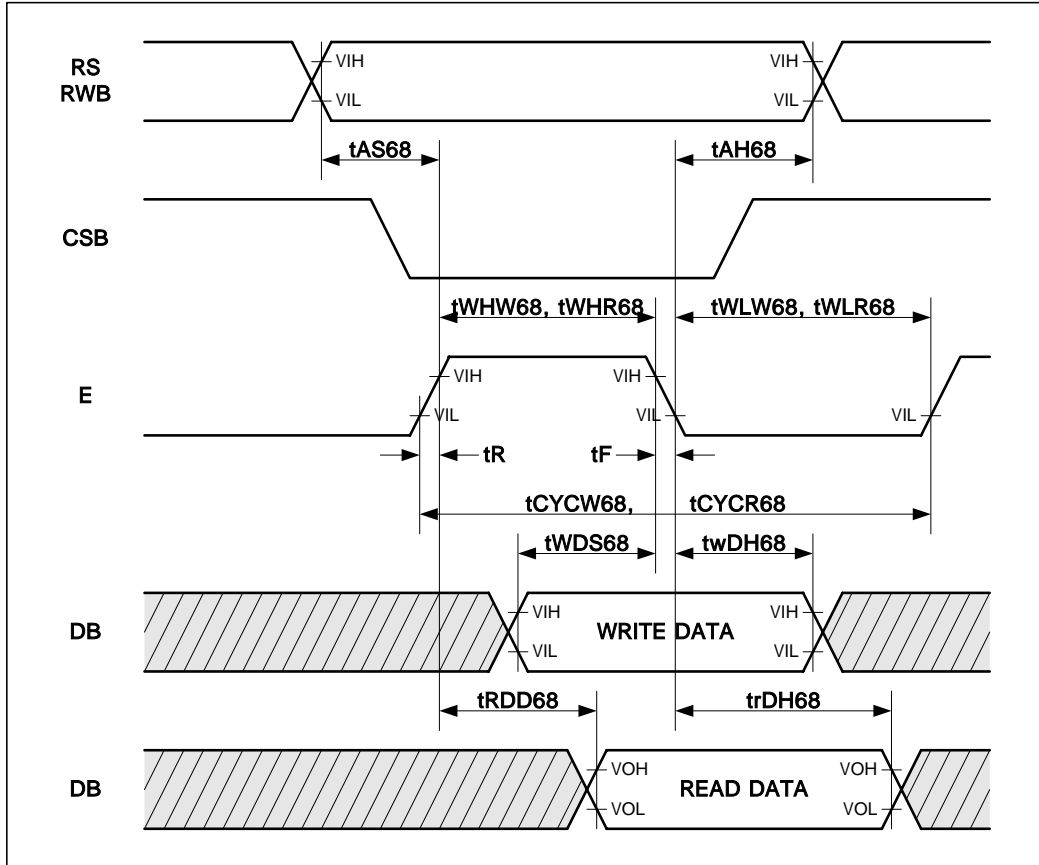 RS
RWB
VIH
VIH
VIL
VIL
tAS68
tAH68
CSB
tWHW68, tWHR68
tWLW68, tWLR68
E
VIH
VIH
VIL
VIL
VIL
tR
tF
tCYCW68, tCYCR68
tWDS68
twDH68
DB
VIH
VIH
WRITE DATA
VIL
VIL
tRDD68
trDH68
DB
VOH
VOH
READ DATA
VOL
VOL